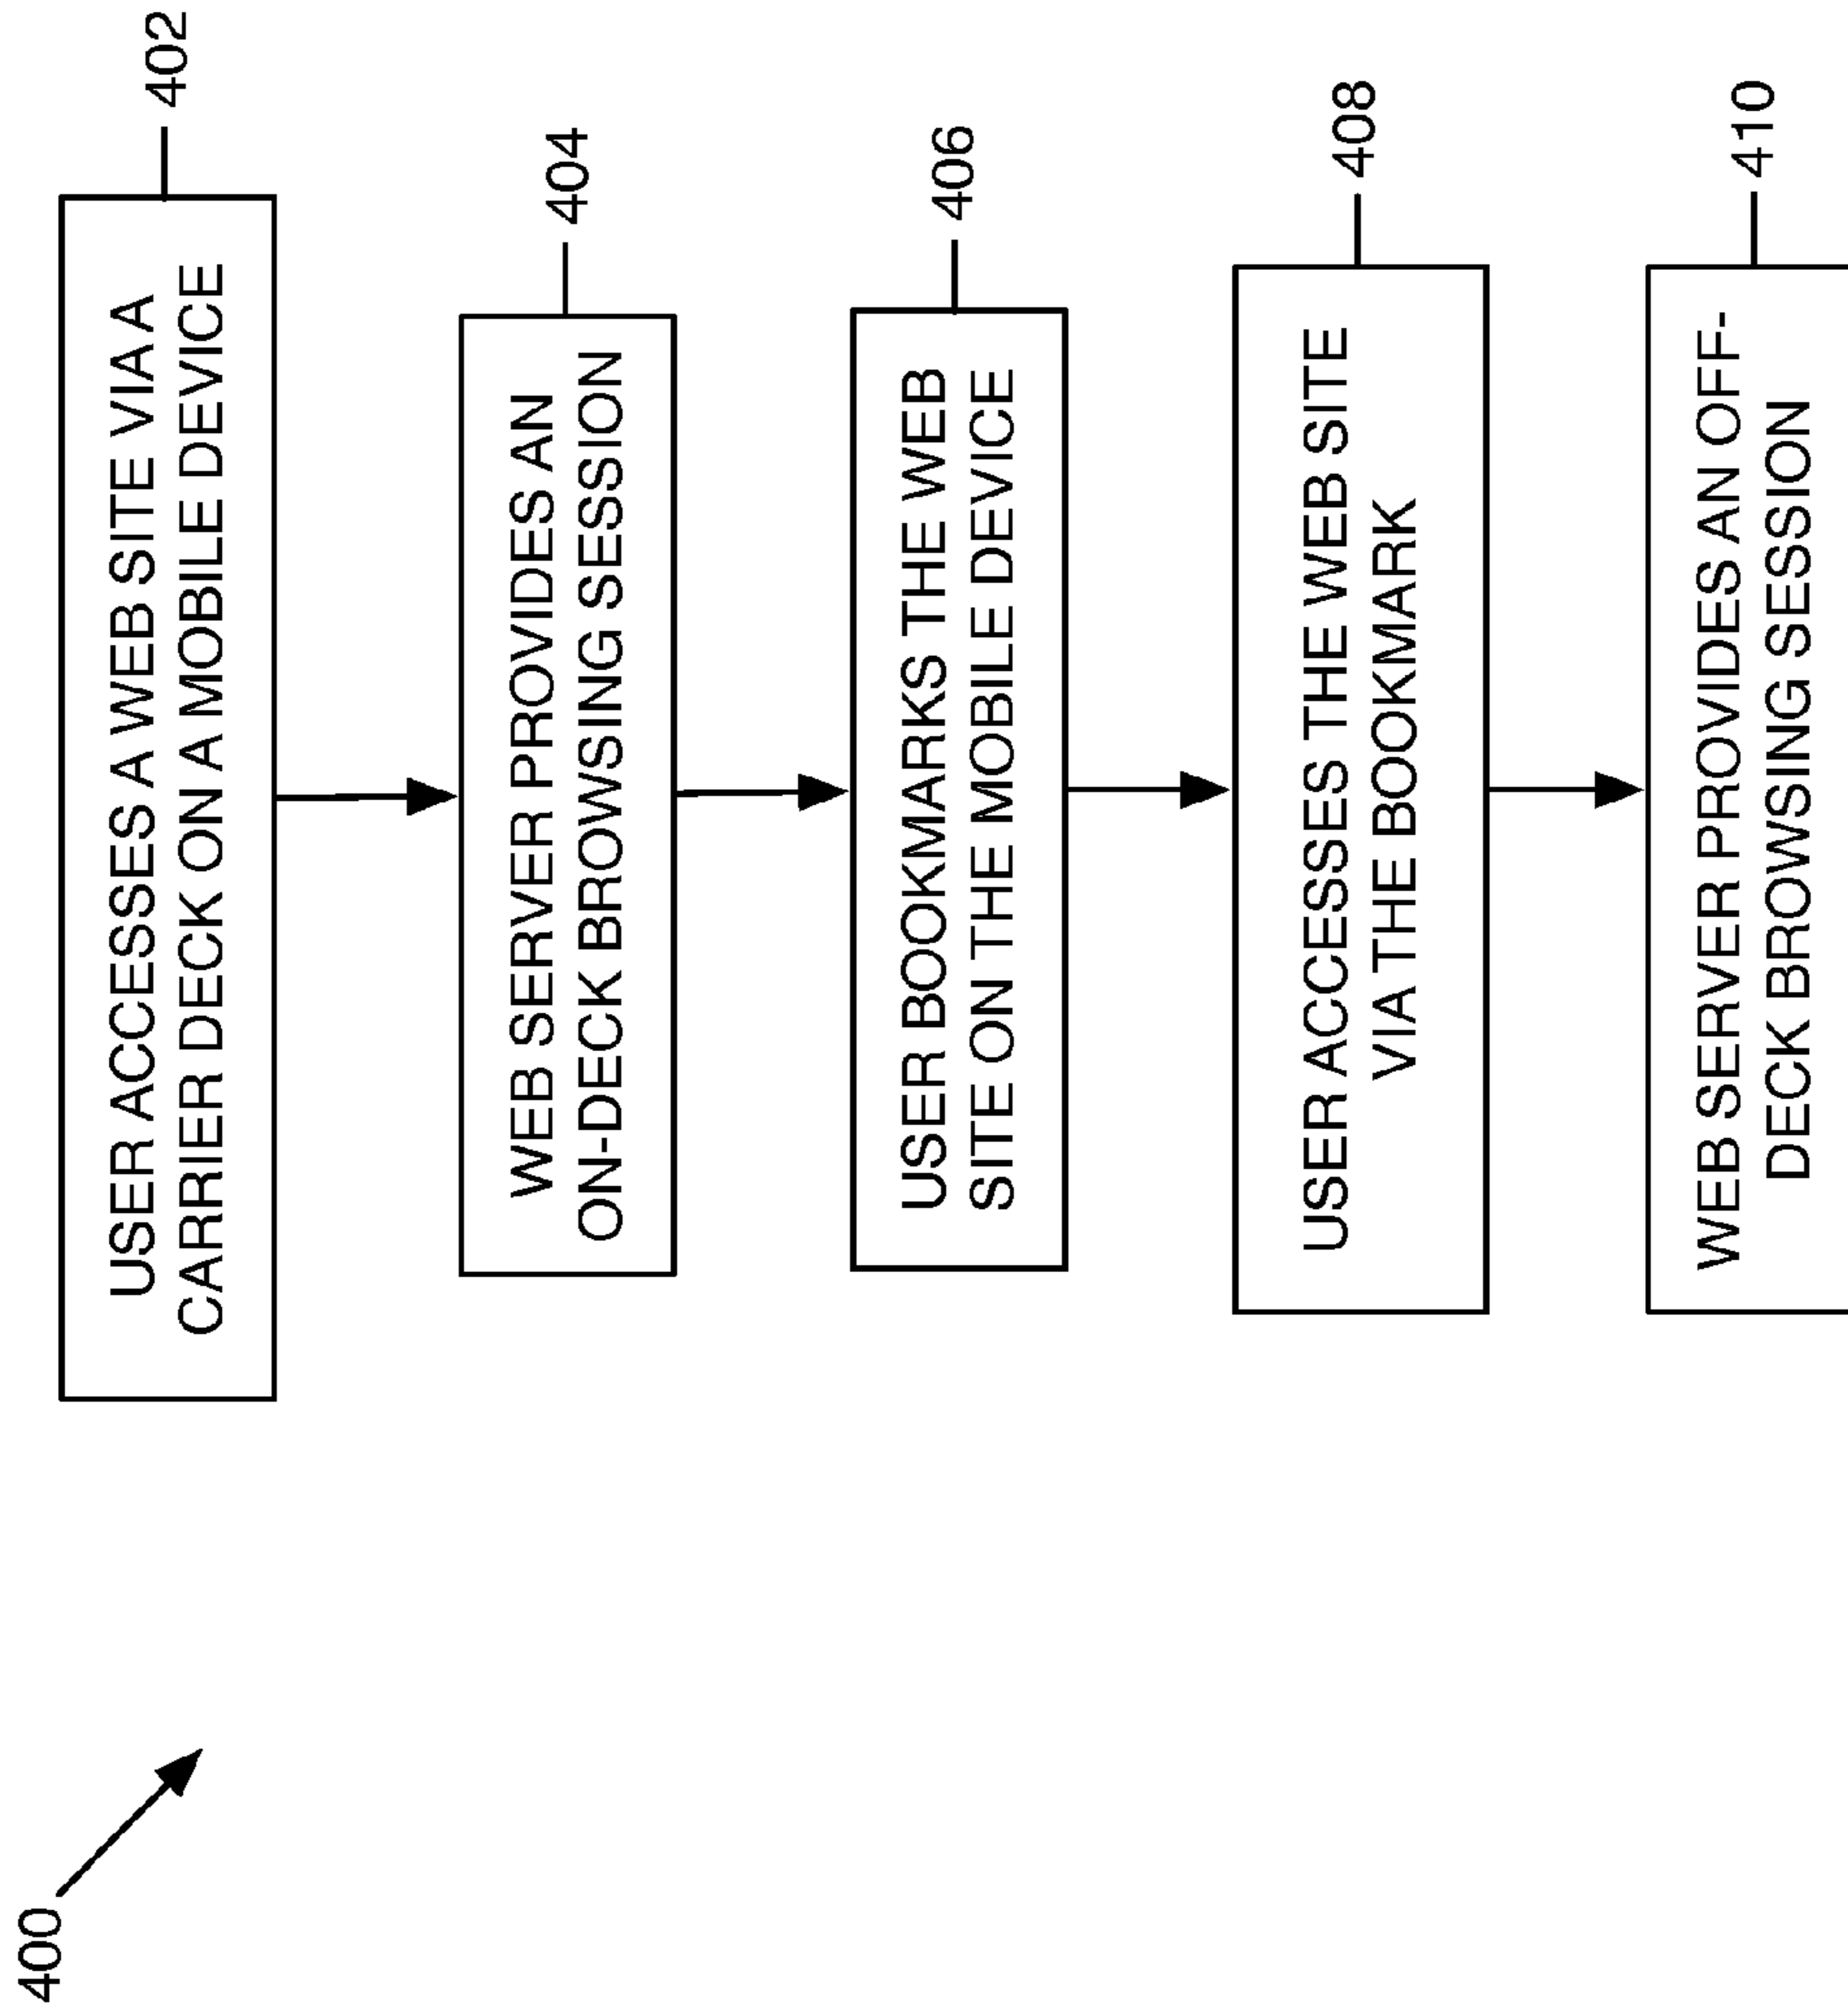 400
USER ACCESSES A WEB SITE VIA A
CARRIER DECK ON A MOBILE DEVICE
402
WEB SERVER PROVIDES AN
ON-DECK BROWSING SESSION
404
USER BOOKMARKS THE WEB
SITE ON THE MOBILE DEVICE
406
USER ACCESSES THE WEB SITE
VIA THE BOOKMARK
408
WEB SERVER PROVIDES AN OFF-
DECK BROWSING SESSION
410